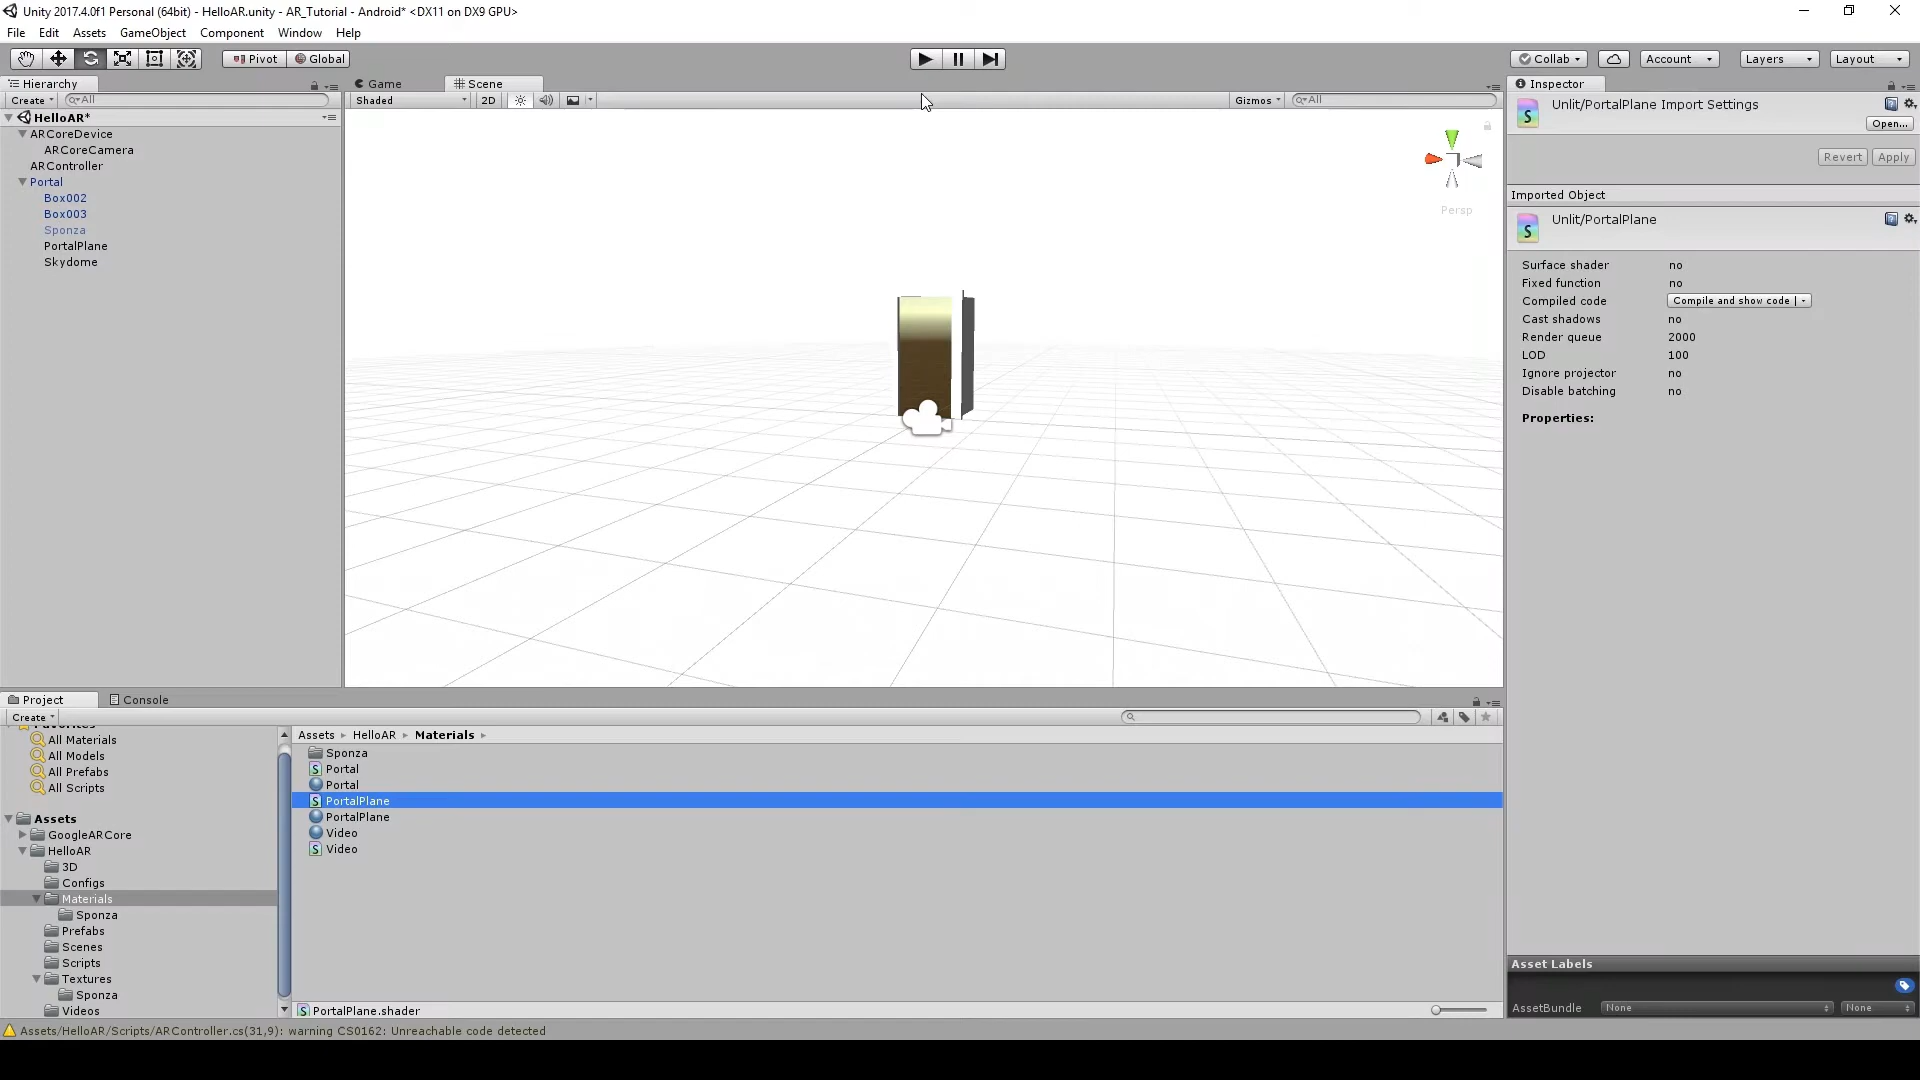 Unity 2017.4.0f1 Personal (64bit) - HelloAR.unity - AR_Tutorial - Android* <DX11 on DX9 GPU>
File Edit Assets GameObject Component Window Help
Pivot Global Collab Account Layers Layout
Hierarchy
Create All
HelloAR*
ARCoreDevice
ARCoreCamera
ARController
Portal
Box002
Box003
Sponza
PortalPlane
Skydome
Game Scene
Shaded 2D Gizmos All
Persp
Inspector
Unlit/PortalPlane Import Settings
Open...
Revert Apply
Imported Object
Unlit/PortalPlane
Surface shader no
Fixed function no
Compiled code Compile and show code
Cast shadows no
Render queue 2000
LOD 100
Ignore projector no
Disable batching no
Properties:
Project Console
Create
Favorites
All Materials
All Models
All Prefabs
All Scripts
Assets
GoogleARCore
HelloAR
3D
Configs
Materials
Sponza
Prefabs
Scenes
Scripts
Textures
Sponza
Videos
Assets HelloAR Materials
Sponza
Portal
Portal
PortalPlane
PortalPlane
Video
Video
PortalPlane.shader
Asset Labels
AssetBundle None None
Assets/HelloAR/Scripts/ARController.cs(31,9): warning CS0162: Unreachable code detected